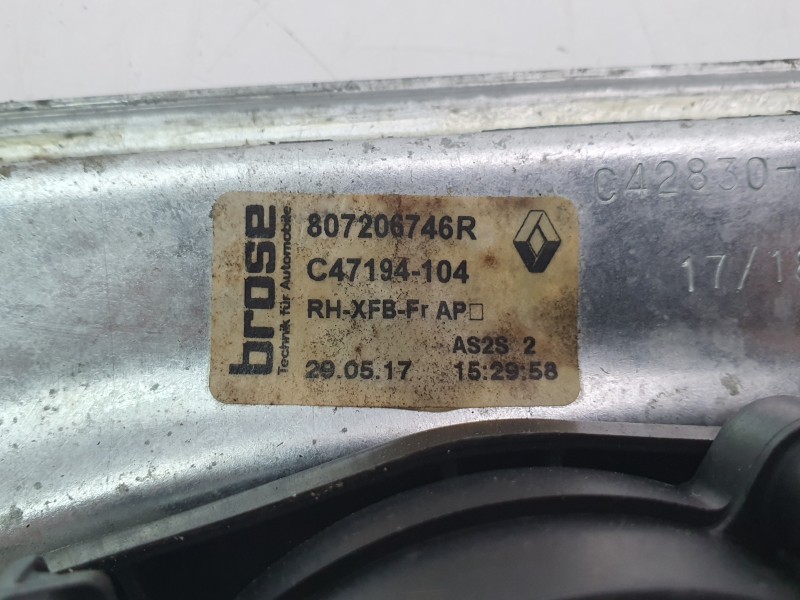 C42830-
17/18
brose
Technik für Automobile
807206746R
C47194-104
RH-XFB-Fr AP□
AS2S 2
29.05.17 15:29:58